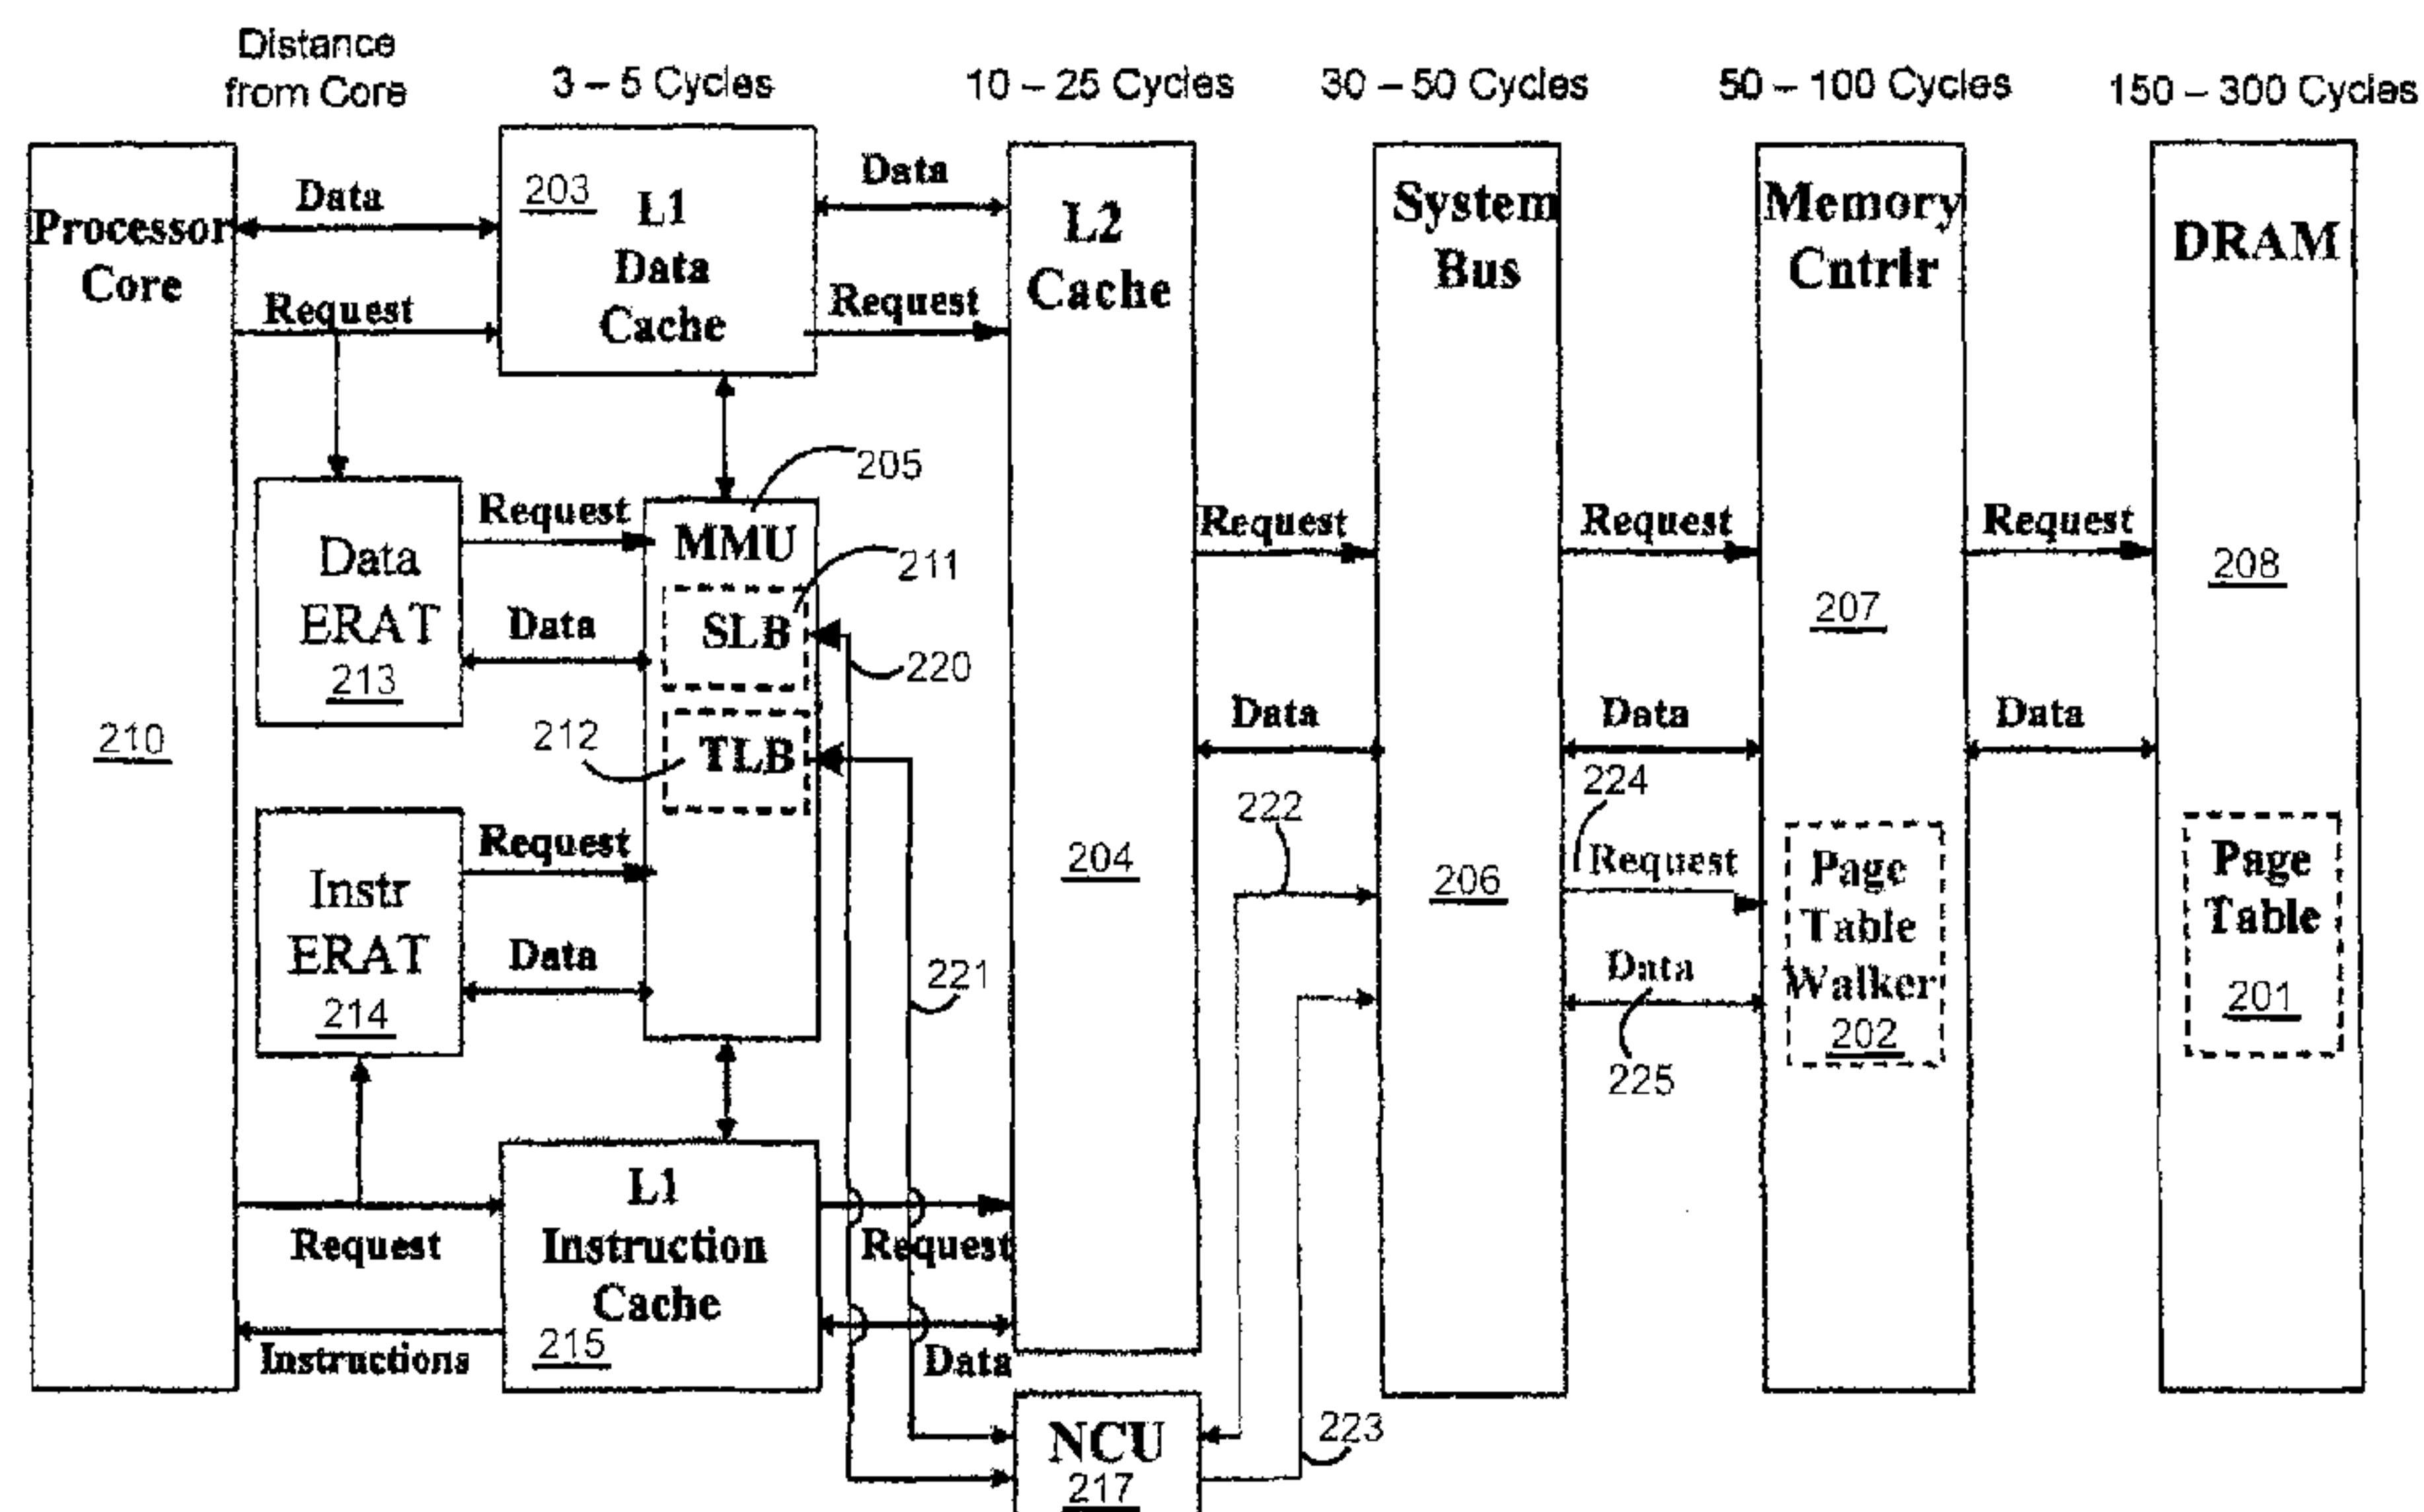 Distance
from Core
3 – 5 Cycles
10 – 25 Cycles
30 – 50 Cycles
50 – 100 Cycles
150 – 300 Cycles
Processor
Core
210
Data
Request
203
L1
Data
Cache
Data
Request
Data
ERAT
213
Request
Data
205
MMU
211
SLB
220
212
TLB
Instr
ERAT
214
Request
Data
221
Request
Instructions
L1
Instruction
Cache
215
Request
Data
L2
Cache
204
NCU
217
Request
Data
222
223
System
Bus
206
Request
Data
224
Request
Data
225
Memory
Cntrlr
207
Page
Table
Walker
202
Request
Data
DRAM
208
Page
Table
201